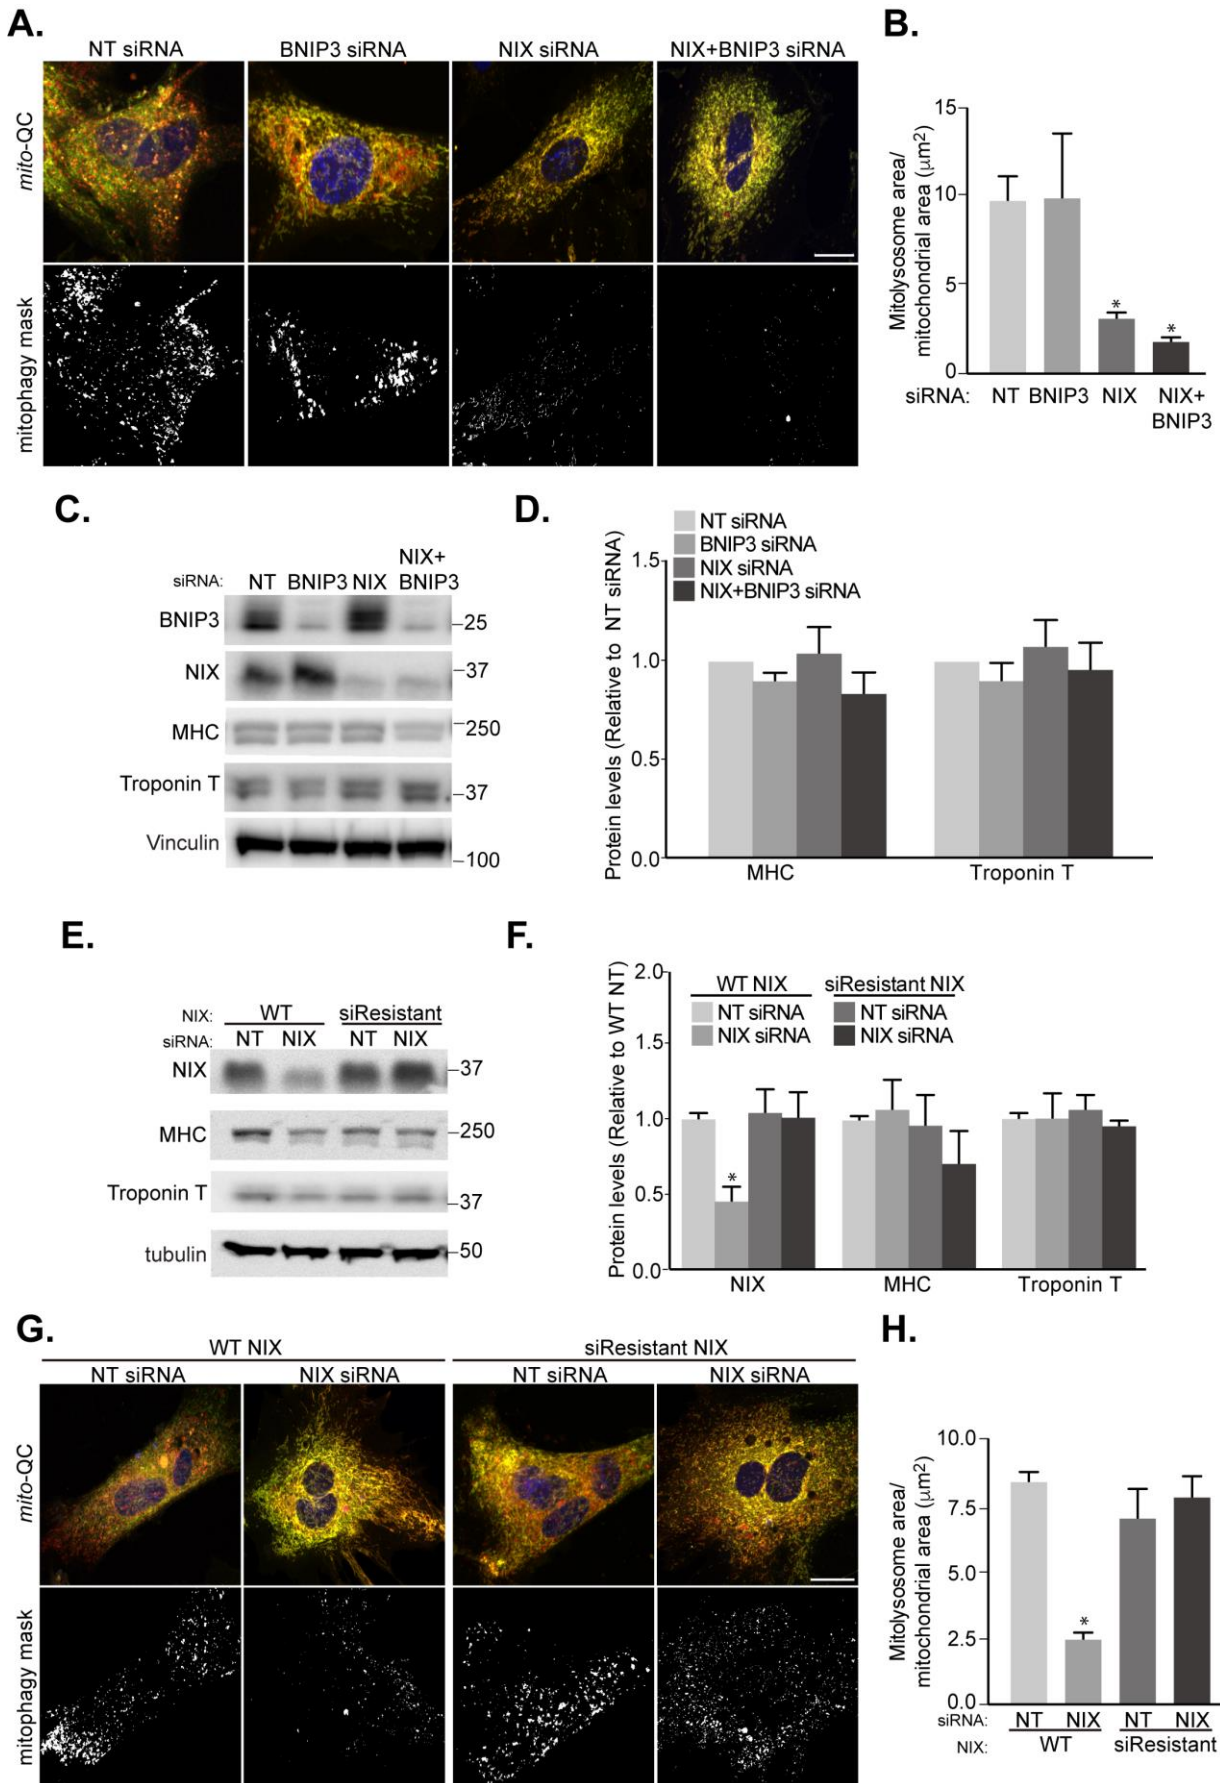 A.
NT siRNA BNIP3 siRNA NIX siRNA NIX+BNIP3 siRNA
mito-QC
mitophagy mask
B.
Mitolysosome area/
mitochondrial area (μm²)
15
10
5
0
siRNA: NT BNIP3 NIX NIX+
BNIP3
* *
C.
siRNA: NT BNIP3 NIX NIX+
BNIP3
BNIP3 25
NIX 37
MHC 250
Troponin T 37
Vinculin 100
D.
NT siRNA
BNIP3 siRNA
NIX siRNA
NIX+BNIP3 siRNA
Protein levels (Relative to NT siRNA)
1.5
1.0
0.5
0.0
MHC Troponin T
E.
NIX: WT siResistant
siRNA: NT NIX NT NIX
NIX 37
MHC 250
Troponin T 37
tubulin 50
F.
Protein levels (Relative to WT NT)
2.0
1.5
1.0
0.5
0.0
WT NIX siResistant NIX
NT siRNA NT siRNA
NIX siRNA NIX siRNA
*
NIX MHC Troponin T
G.
WT NIX siResistant NIX
NT siRNA NIX siRNA NT siRNA NIX siRNA
mito-QC
mitophagy mask
H.
Mitolysosome area/
mitochondrial area (μm²)
10.0
7.5
5.0
2.5
0.0
*
siRNA: NT NIX NT NIX
NIX: WT siResistant